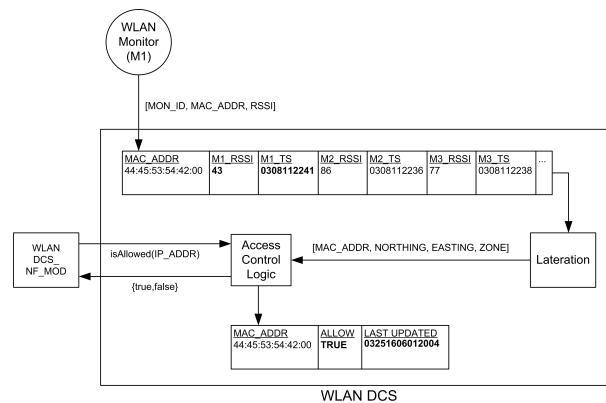 WLAN
Monitor
(M1)
[MON_ID, MAC_ADDR, RSSI]
MAC_ADDR M1_RSSI M1_TS M2_RSSI M2_TS M3_RSSI M3_TS ...
44:45:53:54:42:00 43 0308112241 86 0308112236 77 0308112238
WLAN
DCS_
NF_MOD
isAllowed(IP_ADDR)
{true,false}
Access
Control
Logic
[MAC_ADDR, NORTHING, EASTING, ZONE]
Lateration
MAC_ADDR ALLOW LAST UPDATED
44:45:53:54:42:00 TRUE 03251606012004
WLAN DCS